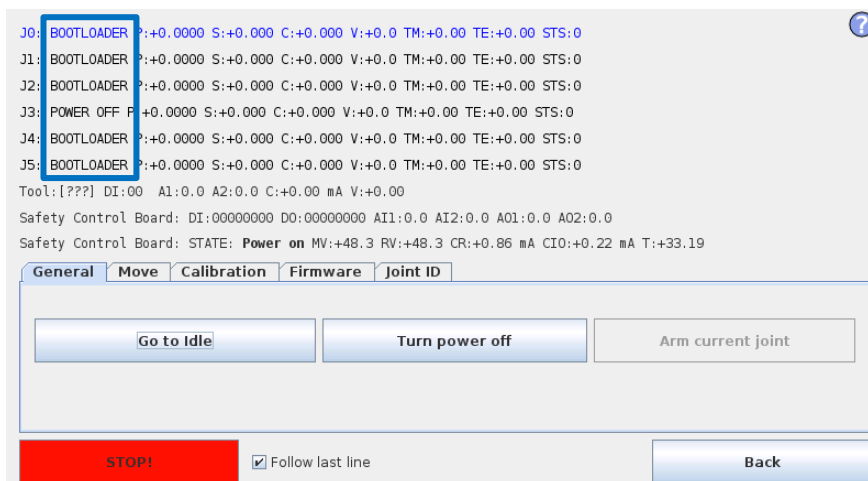 J0: BOOTLOADER P:+0.0000 S:+0.000 C:+0.000 V:+0.0 TM:+0.00 TE:+0.00 STS:0
J1: BOOTLOADER P:+0.0000 S:+0.000 C:+0.000 V:+0.0 TM:+0.00 TE:+0.00 STS:0
J2: BOOTLOADER P:+0.0000 S:+0.000 C:+0.000 V:+0.0 TM:+0.00 TE:+0.00 STS:0
J3: POWER OFF P:+0.0000 S:+0.000 C:+0.000 V:+0.0 TM:+0.00 TE:+0.00 STS:0
J4: BOOTLOADER P:+0.0000 S:+0.000 C:+0.000 V:+0.0 TM:+0.00 TE:+0.00 STS:0
J5: BOOTLOADER P:+0.0000 S:+0.000 C:+0.000 V:+0.0 TM:+0.00 TE:+0.00 STS:0
Tool:[???] DI:00 A1:0.0 A2:0.0 C:+0.00 mA V:+0.00
Safety Control Board: DI:00000000 DO:00000000 AI1:0.0 AI2:0.0 AO1:0.0 AO2:0.0
Safety Control Board: STATE: Power on MV:+48.3 RV:+48.3 CR:+0.86 mA CIO:+0.22 mA T:+33.19
General Move Calibration Firmware Joint ID
Go to Idle Turn power off Arm current joint
STOP! Follow last line Back
?